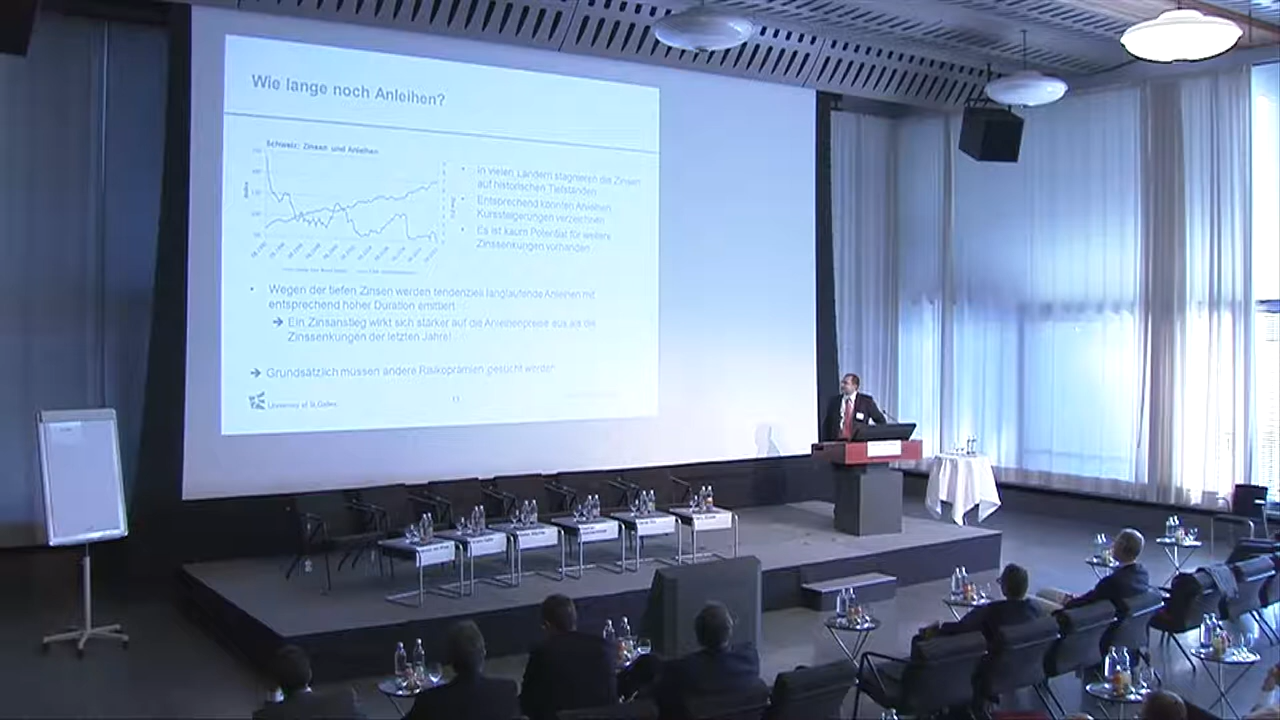 Wie lange noch Anleihen?
Schweiz: Zinsen und Anleihen
• In vielen Ländern stagnieren die Zinsen
auf historischen Tiefständen
• Entsprechend konnten Anleihen
Kurssteigerungen verzeichnen
• Es ist kaum Potential für weitere
Zinssenkungen vorhanden
• Wegen der tiefen Zinsen werden tendenziell langlaufende Anleihen mit
entsprechend hoher Duration emittiert
➔ Ein Zinsanstieg wirkt sich stärker auf die Anleihenpreise aus als die
Zinssenkungen der letzten Jahre!
➔ Grundsätzlich müssen andere Risikoprämien gesucht werden
University of St.Gallen